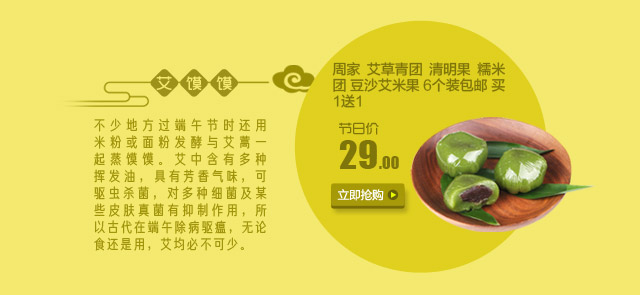 艾馍馍
不少地方过端午节时还用
米粉或面粉发酵与艾蒿一
起蒸馍馍。艾中含有多种
挥发油，具有芳香气味，可
驱虫杀菌，对多种细菌及某
些皮肤真菌有抑制作用，所
以古代在端午除病驱瘟，无论
食还是用，艾均必不可少。
周家 艾草青团 清明果 糯米
团 豆沙艾米果 6个装包邮 买
1送1
节日价
29.00
立即抢购